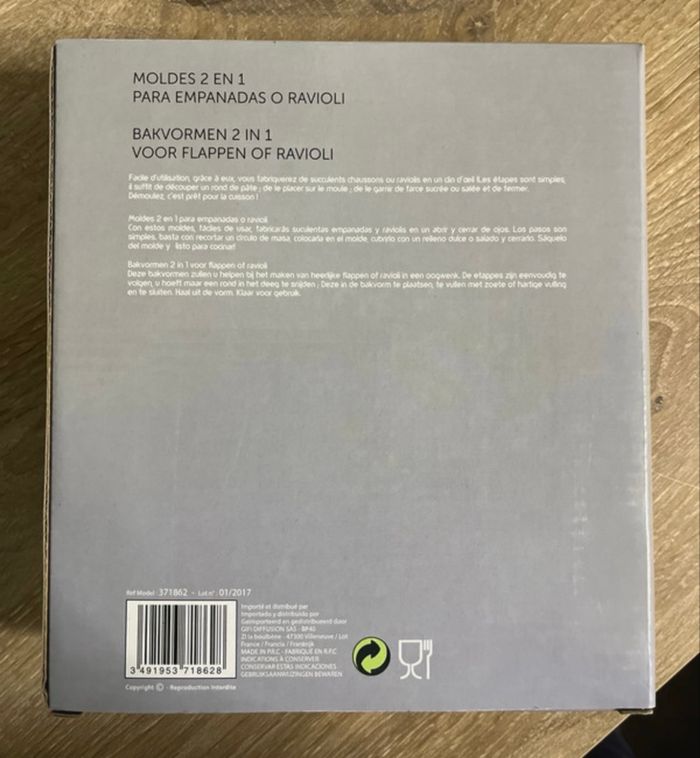 MOLDES 2 EN 1
PARA EMPANADAS O RAVIOLI
BAKVORMEN 2 IN 1
VOOR FLAPPEN OF RAVIOLI
Facile d'utilisation, grâce à eux, vous fabriquerez de succulents chaussons ou raviolis en un clin d'œil !Les étapes sont simples,
il suffit de découper un rond de pâte ; de le placer sur le moule ; de le garnir de farce sucrée ou salée et de fermer.
Démoulez, c'est prêt pour la cuisson !
Moldes 2 en 1 para empanadas o ravioli
Con estos moldes, fáciles de usar, fabricarás suculentas empanadas y raviolis en un abrir y cerrar de ojos. Los pasos son
simples, basta con recortar un círculo de masa, colocarla en el molde, cubrirlo con un relleno dulce o salado y cerrarlo. Sáquelo
del molde y listo para cocinar!
Bakvormen 2 in 1 voor flappen of ravioli
Deze bakvormen zullen u helpen bij het maken van heerlijke flappen of ravioli in een oogwenk. De etappes zijn eenvoudig te
volgen, u hoeft maar een rond in het deeg te snijden ; Deze in de bakvorm te plaatsen, te vullen met zoete of hartige vulling
en te sluiten. Haal uit de vorm. Klaar voor gebruik.
Réf Model : 371862 - Lot n° : 01/2017
Importé et distribué par
Importado y distribuido por
Geïmporteerd en gedistribueerd door
GIFI DIFFUSION SAS - BP40
ZI la boulbène - 47300 Villeneuve / Lot
France / Francia / Frankrijk
MADE IN P.R.C - FABRIQUÉ EN R.P.C
INDICATIONS À CONSERVER
CONSERVAR ESTAS INDICACIONES
GEBRUIKSAANWIJZINGEN BEWAREN
3 491953 718628
Copyright © - Reproduction Interdite